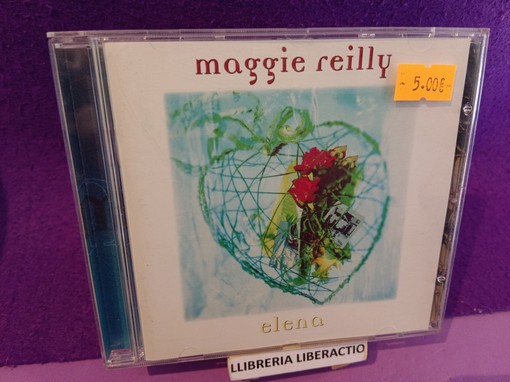 maggie reilly
- 5.00€-
elena
LLIBRERIA LIBERACTIO